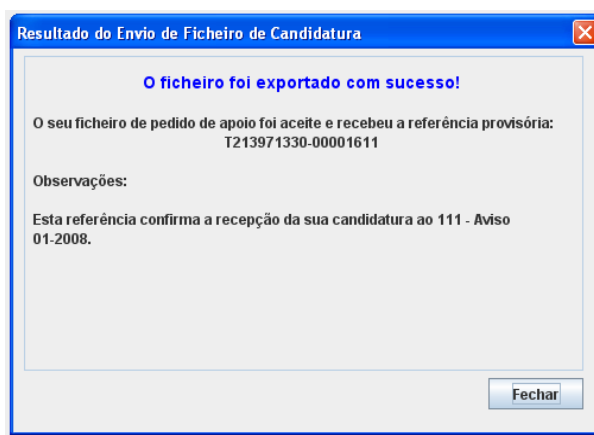 Resultado do Envio de Ficheiro de Candidatura
O ficheiro foi exportado com sucesso!
O seu ficheiro de pedido de apoio foi aceite e recebeu a referência provisória:
T213971330-00001611
Observações:
Esta referência confirma a recepção da sua candidatura ao 111 - Aviso
01-2008.
Fechar